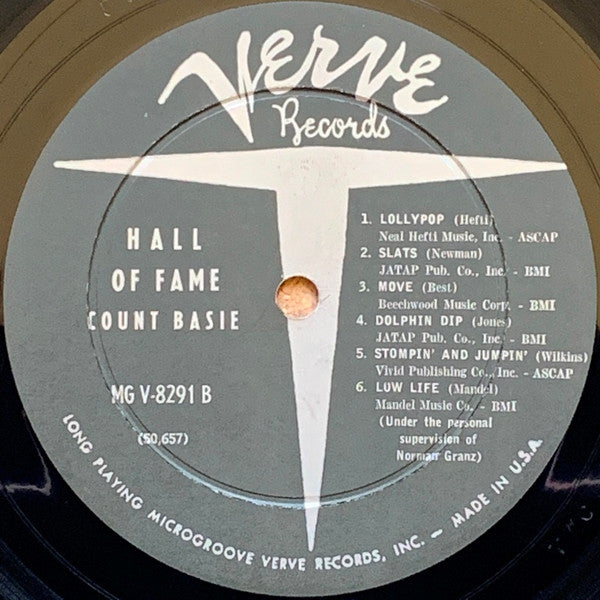 Verve
Records
HALL
OF FAME
COUNT BASIE
MG V-8291 B
(50,657)
1. LOLLYPOP (Hefti)
Neal Hefti Music, Inc. - ASCAP
2. SLATS (Newman)
JATAP Pub. Co., Inc. - BMI
3. MOVE (Best)
Beechwood Music Corp. - BMI
4. DOLPHIN DIP (Jones)
JATAP Pub. Co., Inc. - BMI
5. STOMPIN' AND JUMPIN' (Wilkins)
Vivid Publishing Co., Inc. - ASCAP
6. LOW LIFE (Mandel)
Mandel Music Co. - BMI
(Under the personal
supervision of
Norman Granz)
LONG PLAYING MICROGROOVE VERVE RECORDS, INC. — MADE IN U.S.A.